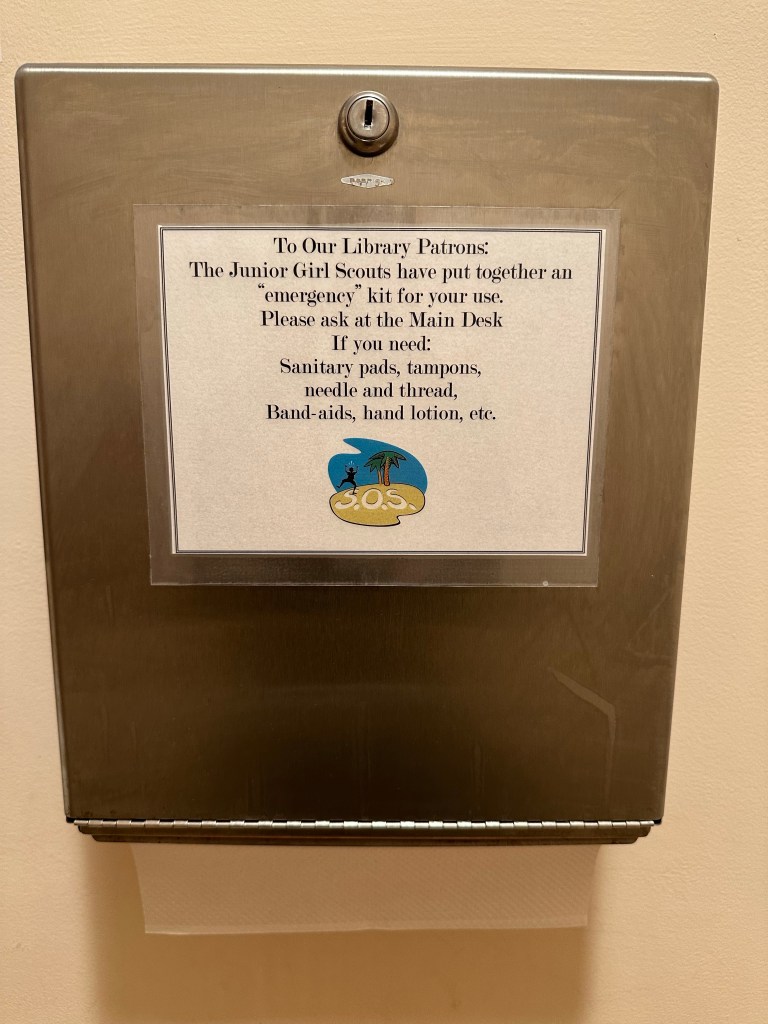 To Our Library Patrons:
The Junior Girl Scouts have put together an
“emergency” kit for your use.
Please ask at the Main Desk
If you need:
Sanitary pads, tampons,
needle and thread,
Band-aids, hand lotion, etc.
S.O.S.